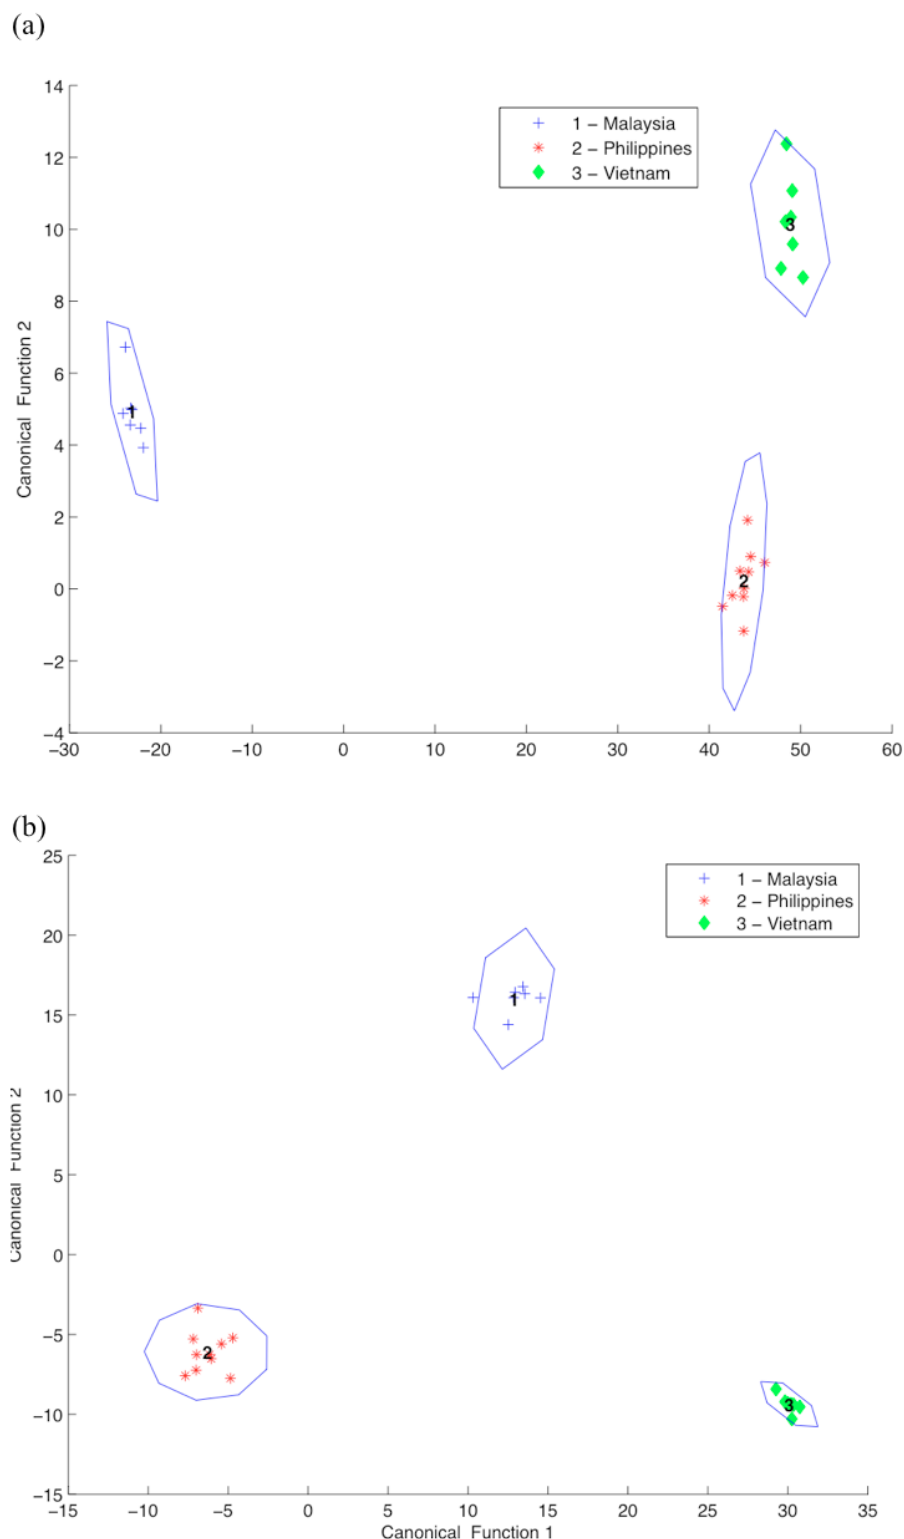 (a)
14
12
10
8
6
4
2
0
−2
−4
Canonical Function 2
1 − Malaysia
2 − Philippines
3 − Vietnam
3
1
2
−30 −20 −10 0 10 20 30 40 50 60
(b)
25
20
15
10
5
0
−5
−10
−15
Canonical Function 2
1 − Malaysia
2 − Philippines
3 − Vietnam
1
2
3
−15 −10 −5 0 5 10 15 20 25 30 35
Canonical Function 1